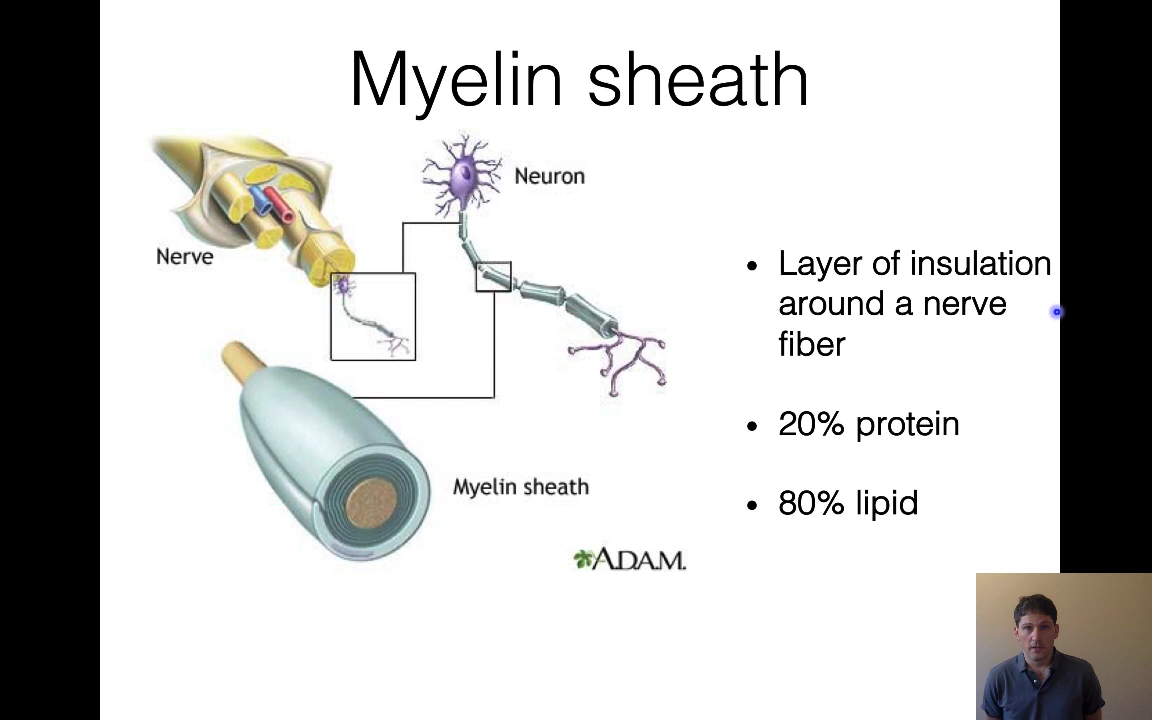 Myelin sheath
Neuron
Nerve
Myelin sheath
A.D.A.M.
• Layer of insulation
around a nerve
fiber
• 20% protein
• 80% lipid